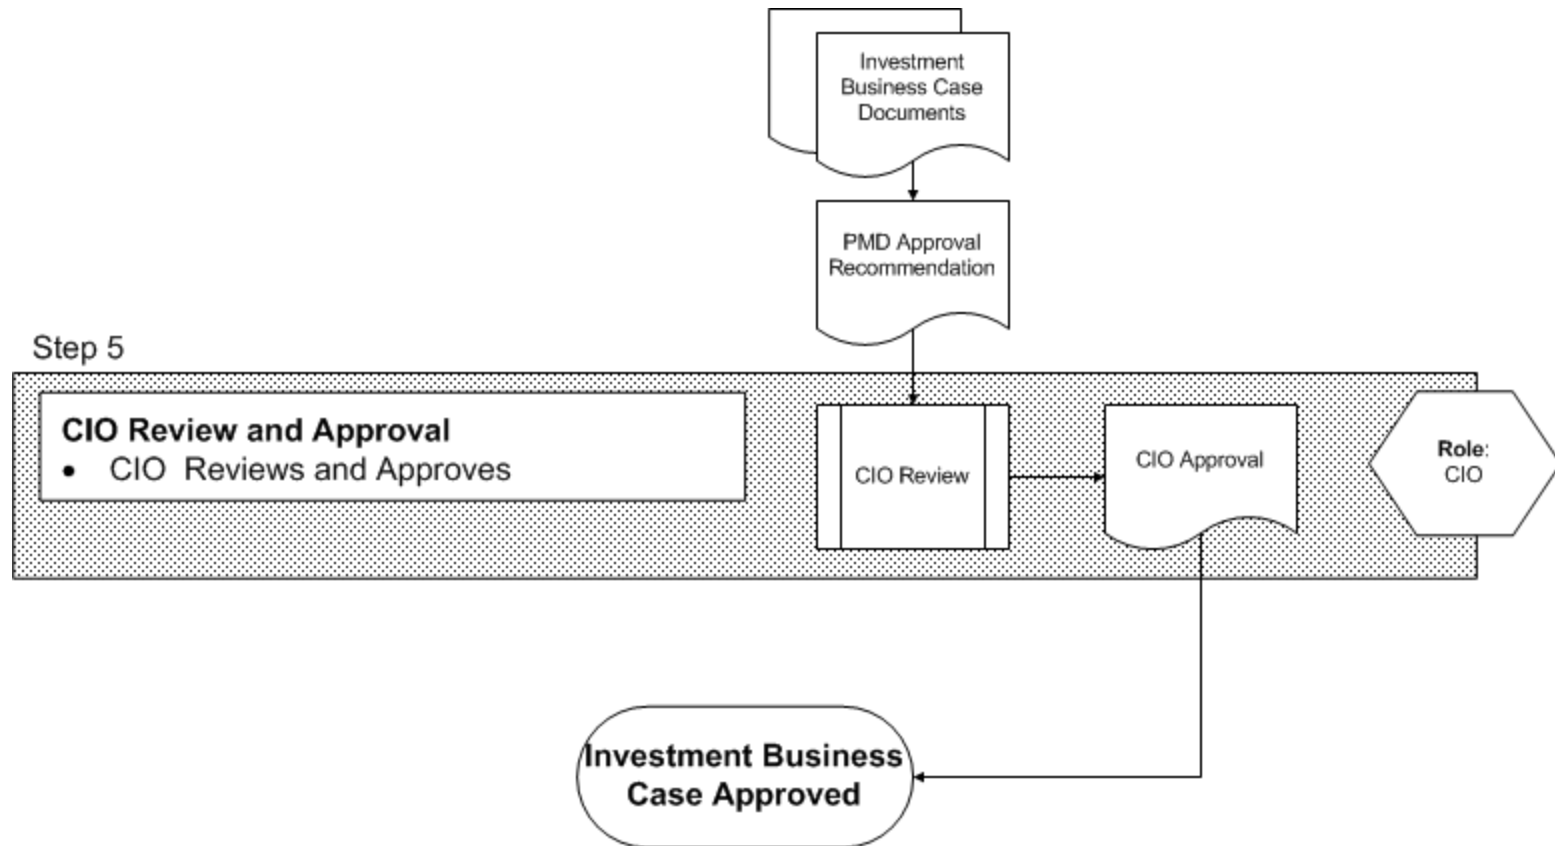 Investment
Business Case
Documents
PMD Approval
Recommendation
Step 5
CIO Review and Approval
• CIO Reviews and Approves
CIO Review
CIO Approval
Role:
CIO
Investment Business
Case Approved